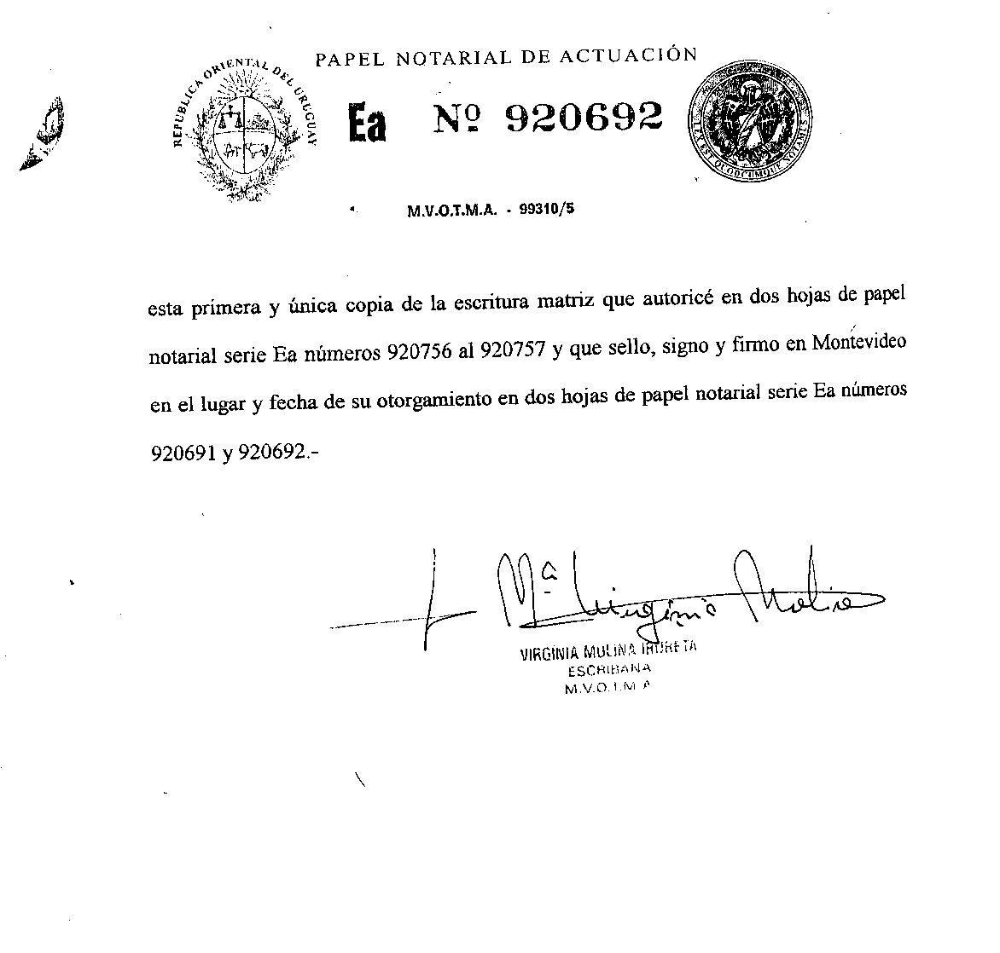 PAPEL NOTARIAL DE ACTUACIÓN
REPUBLICA ORIENTAL DEL URUGUAY
Ea Nº 920692
EST QUODCUMQUE NOTAMUS
M.V.O.T.M.A. - 99310/5
esta primera y única copia de la escritura matriz que autoricé en dos hojas de papel
notarial serie Ea números 920756 al 920757 y que sello, signo y firmo en Montevideo
en el lugar y fecha de su otorgamiento en dos hojas de papel notarial serie Ea números
920691 y 920692.-
Mª Virginia Molina
VIRGINIA MULINA IRURETA
ESCRIBANA
M.V.O.T.M.A